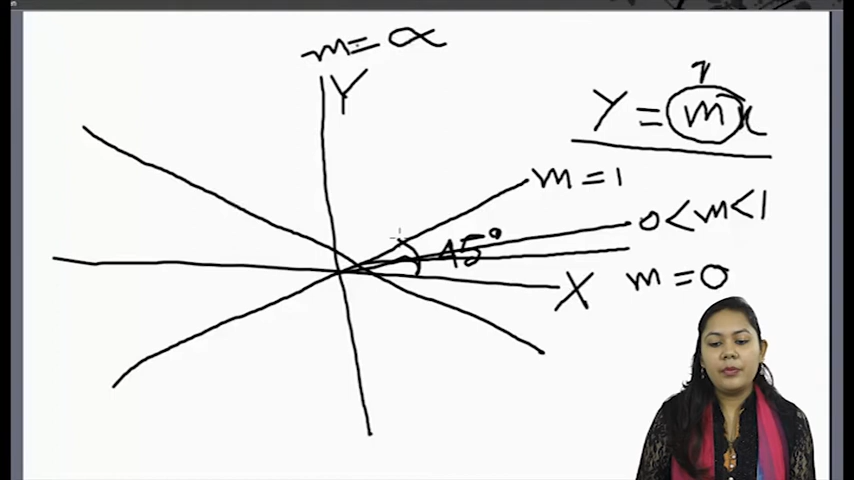 m = ∝
Y
Y = mx
m = 1
0 < m < 1
45°
X
m = 0